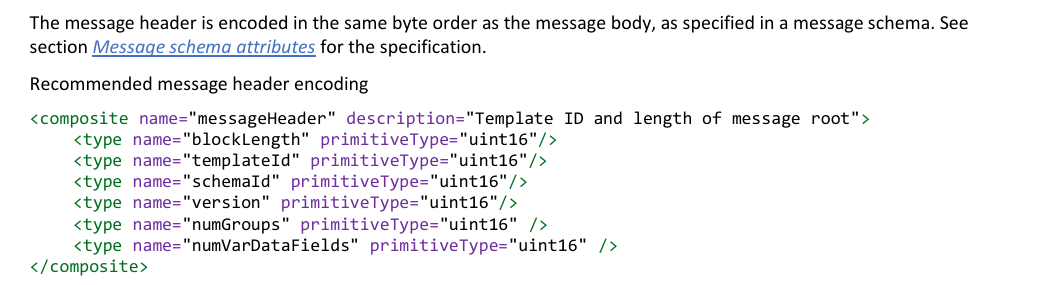 The message header is encoded in the same byte order as the message body, as specified in a message schema. See
section Message schema attributes for the specification.
Recommended message header encoding
<composite name="messageHeader" description="Template ID and length of message root">
    <type name="blockLength" primitiveType="uint16"/>
    <type name="templateId" primitiveType="uint16"/>
    <type name="schemaId" primitiveType="uint16"/>
    <type name="version" primitiveType="uint16"/>
    <type name="numGroups" primitiveType="uint16" />
    <type name="numVarDataFields" primitiveType="uint16" />
</composite>